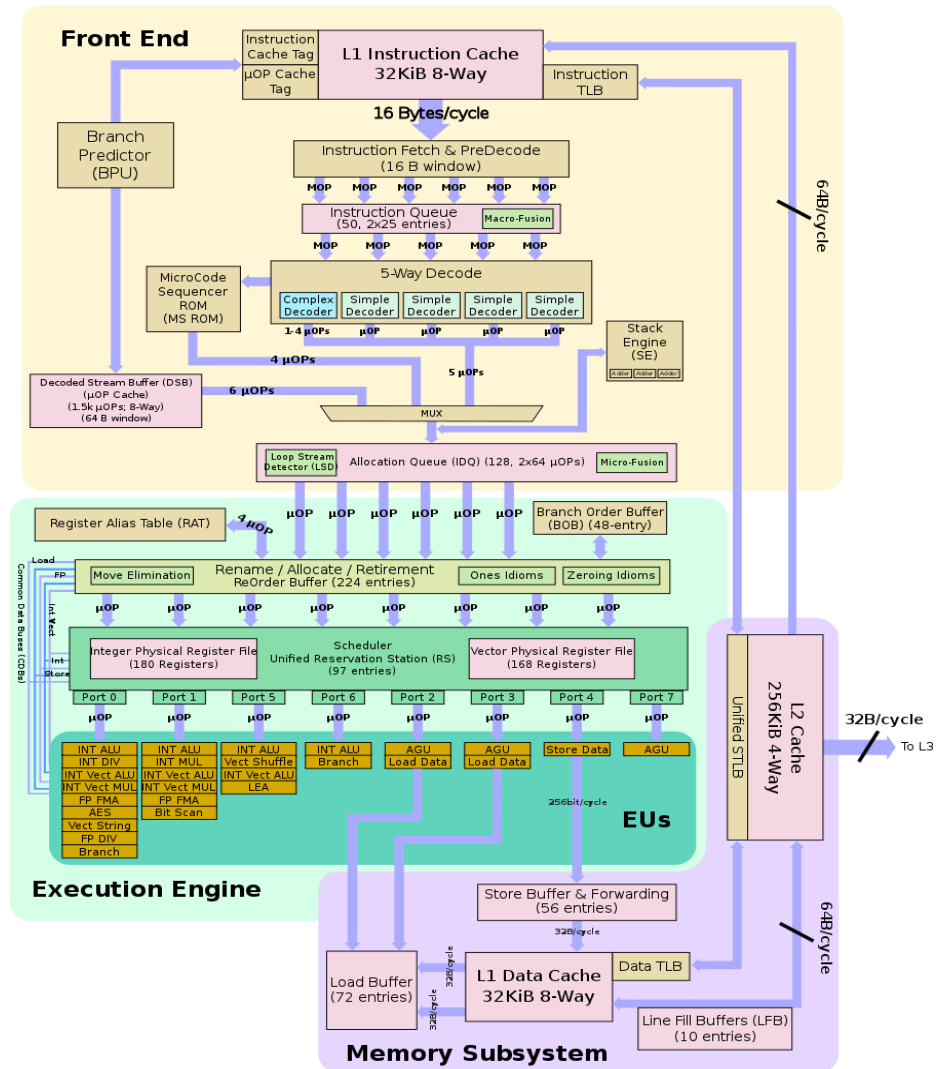 Front End
Instruction
Cache Tag
µOP Cache
Tag
L1 Instruction Cache
32KiB 8-Way
Instruction
TLB
16 Bytes/cycle
Branch
Predictor
(BPU)
Instruction Fetch & PreDecode
(16 B window)
MOP MOP MOP MOP MOP MOP
Instruction Queue
(50, 2x25 entries)
Macro-Fusion
MOP MOP MOP MOP MOP
64B/cycle
5-Way Decode
MicroCode
Sequencer
ROM
(MS ROM)
Complex
Decoder
Simple
Decoder
Simple
Decoder
Simple
Decoder
Simple
Decoder
1-4 µOPs µOP µOP µOP µOP
Stack
Engine
(SE)
Adder Adder Adder
4 µOPs
5 µOPs
Decoded Stream Buffer (DSB)
(µOP Cache)
(1.5k µOPs; 8-Way)
(64 B window)
6 µOPs
MUX
Loop Stream
Detector (LSD)
Allocation Queue (IDQ) (128, 2x64 µOPs)
Micro-Fusion
Register Alias Table (RAT)
4 µOP
µOP µOP µOP µOP µOP µOP
Branch Order Buffer
(BOB) (48-entry)
Load
FP
Common Data Buses (CDBs)
Int Vect
Int
Store
Rename / Allocate / Retirement
ReOrder Buffer (224 entries)
Move Elimination
Ones Idioms
Zeroing Idioms
µOP µOP µOP µOP µOP µOP µOP µOP
Scheduler
Unified Reservation Station (RS)
(97 entries)
Integer Physical Register File
(180 Registers)
Vector Physical Register File
(168 Registers)
Port 0 Port 1 Port 5 Port 6 Port 2 Port 3 Port 4 Port 7
µOP µOP µOP µOP µOP µOP µOP µOP
INT ALU
INT DIV
INT Vect ALU
INT Vect MUL
FP FMA
AES
Vect String
FP DIV
Branch
INT ALU
INT MUL
INT Vect ALU
INT Vect MUL
FP FMA
Bit Scan
INT ALU
Vect Shuffle
INT Vect ALU
LEA
INT ALU
Branch
AGU
Load Data
AGU
Load Data
Store Data
AGU
256bit/cycle
EUs
Execution Engine
Unified STLB
L2 Cache
256KiB 4-Way
32B/cycle
To L3
Store Buffer & Forwarding
(56 entries)
32B/cycle
64B/cycle
Load Buffer
(72 entries)
32B/cycle
32B/cycle
L1 Data Cache
32KiB 8-Way
Data TLB
Line Fill Buffers (LFB)
(10 entries)
Memory Subsystem